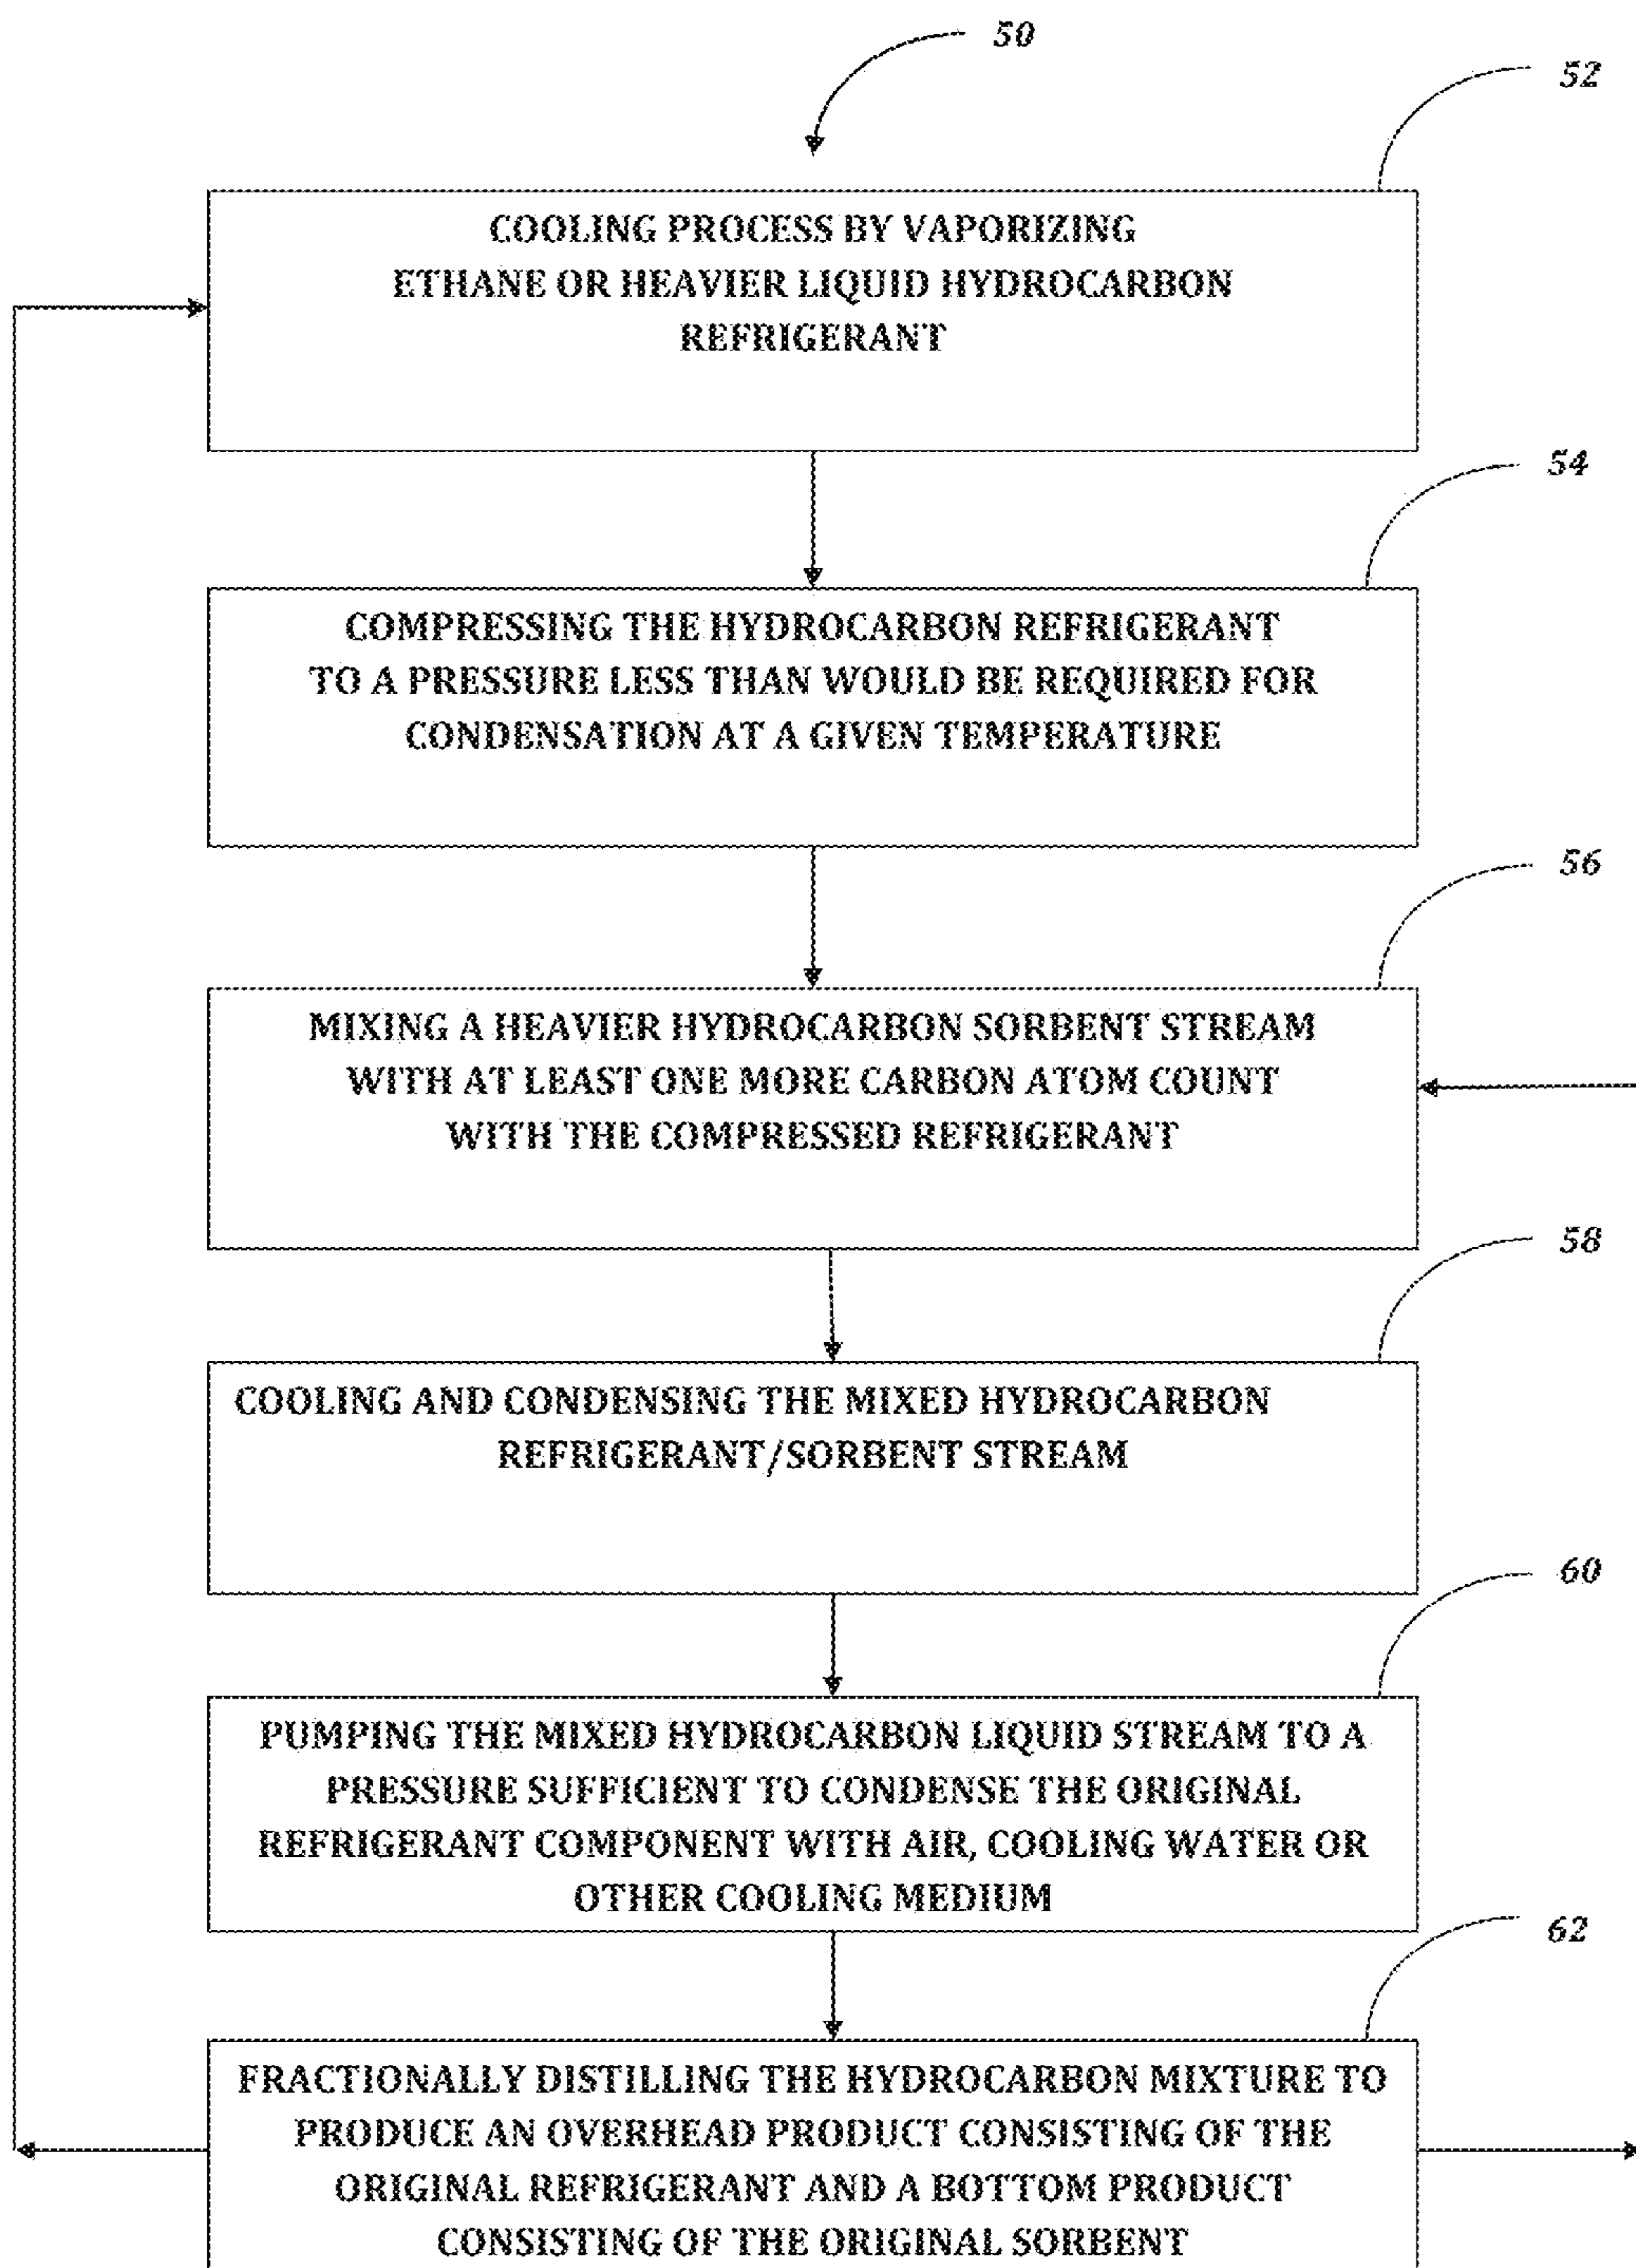 50
52
COOLING PROCESS BY VAPORIZING
ETHANE OR HEAVIER LIQUID HYDROCARBON
REFRIGERANT
54
COMPRESSING THE HYDROCARBON REFRIGERANT
TO A PRESSURE LESS THAN WOULD BE REQUIRED FOR
CONDENSATION AT A GIVEN TEMPERATURE
56
MIXING A HEAVIER HYDROCARBON SORBENT STREAM
WITH AT LEAST ONE MORE CARBON ATOM COUNT
WITH THE COMPRESSED REFRIGERANT
58
COOLING AND CONDENSING THE MIXED HYDROCARBON
REFRIGERANT/SORBENT STREAM
60
PUMPING THE MIXED HYDROCARBON LIQUID STREAM TO A
PRESSURE SUFFICIENT TO CONDENSE THE ORIGINAL
REFRIGERANT COMPONENT WITH AIR, COOLING WATER OR
OTHER COOLING MEDIUM
62
FRACTIONALLY DISTILLING THE HYDROCARBON MIXTURE TO
PRODUCE AN OVERHEAD PRODUCT CONSISTING OF THE
ORIGINAL REFRIGERANT AND A BOTTOM PRODUCT
CONSISTING OF THE ORIGINAL SORBENT